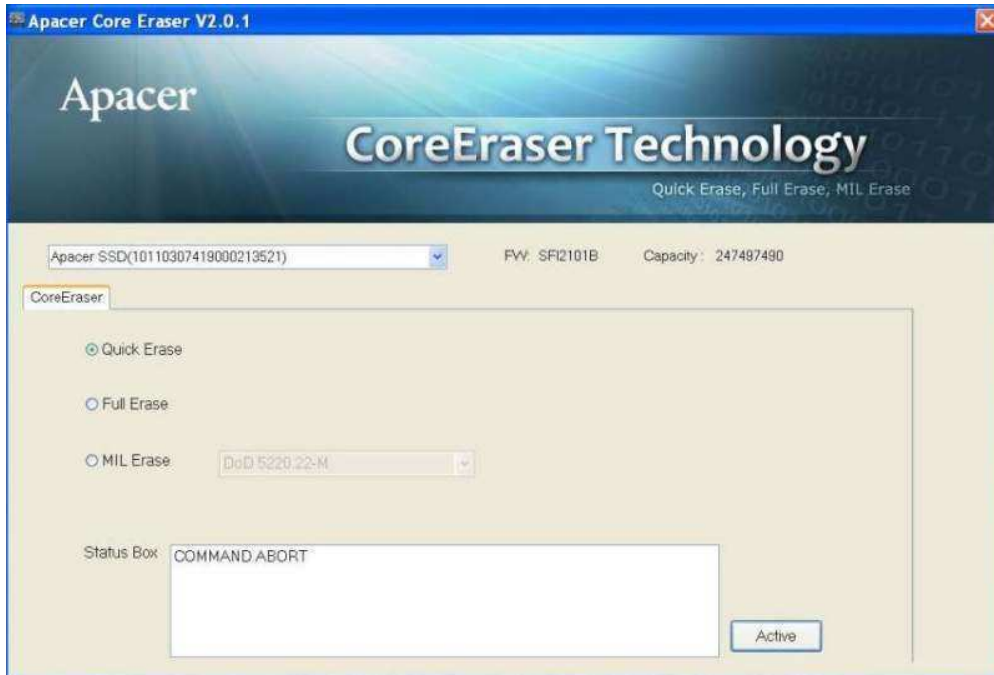 Apacer Core Eraser V2.0.1
Apacer
CoreEraser Technology
Quick Erase, Full Erase, MIL Erase
Apacer SSD(10110307419000213521) FW: SFI2101B Capacity : 247497490
CoreEraser
Quick Erase
Full Erase
MIL Erase DoD 5220.22-M
Status Box COMMAND ABORT
Active